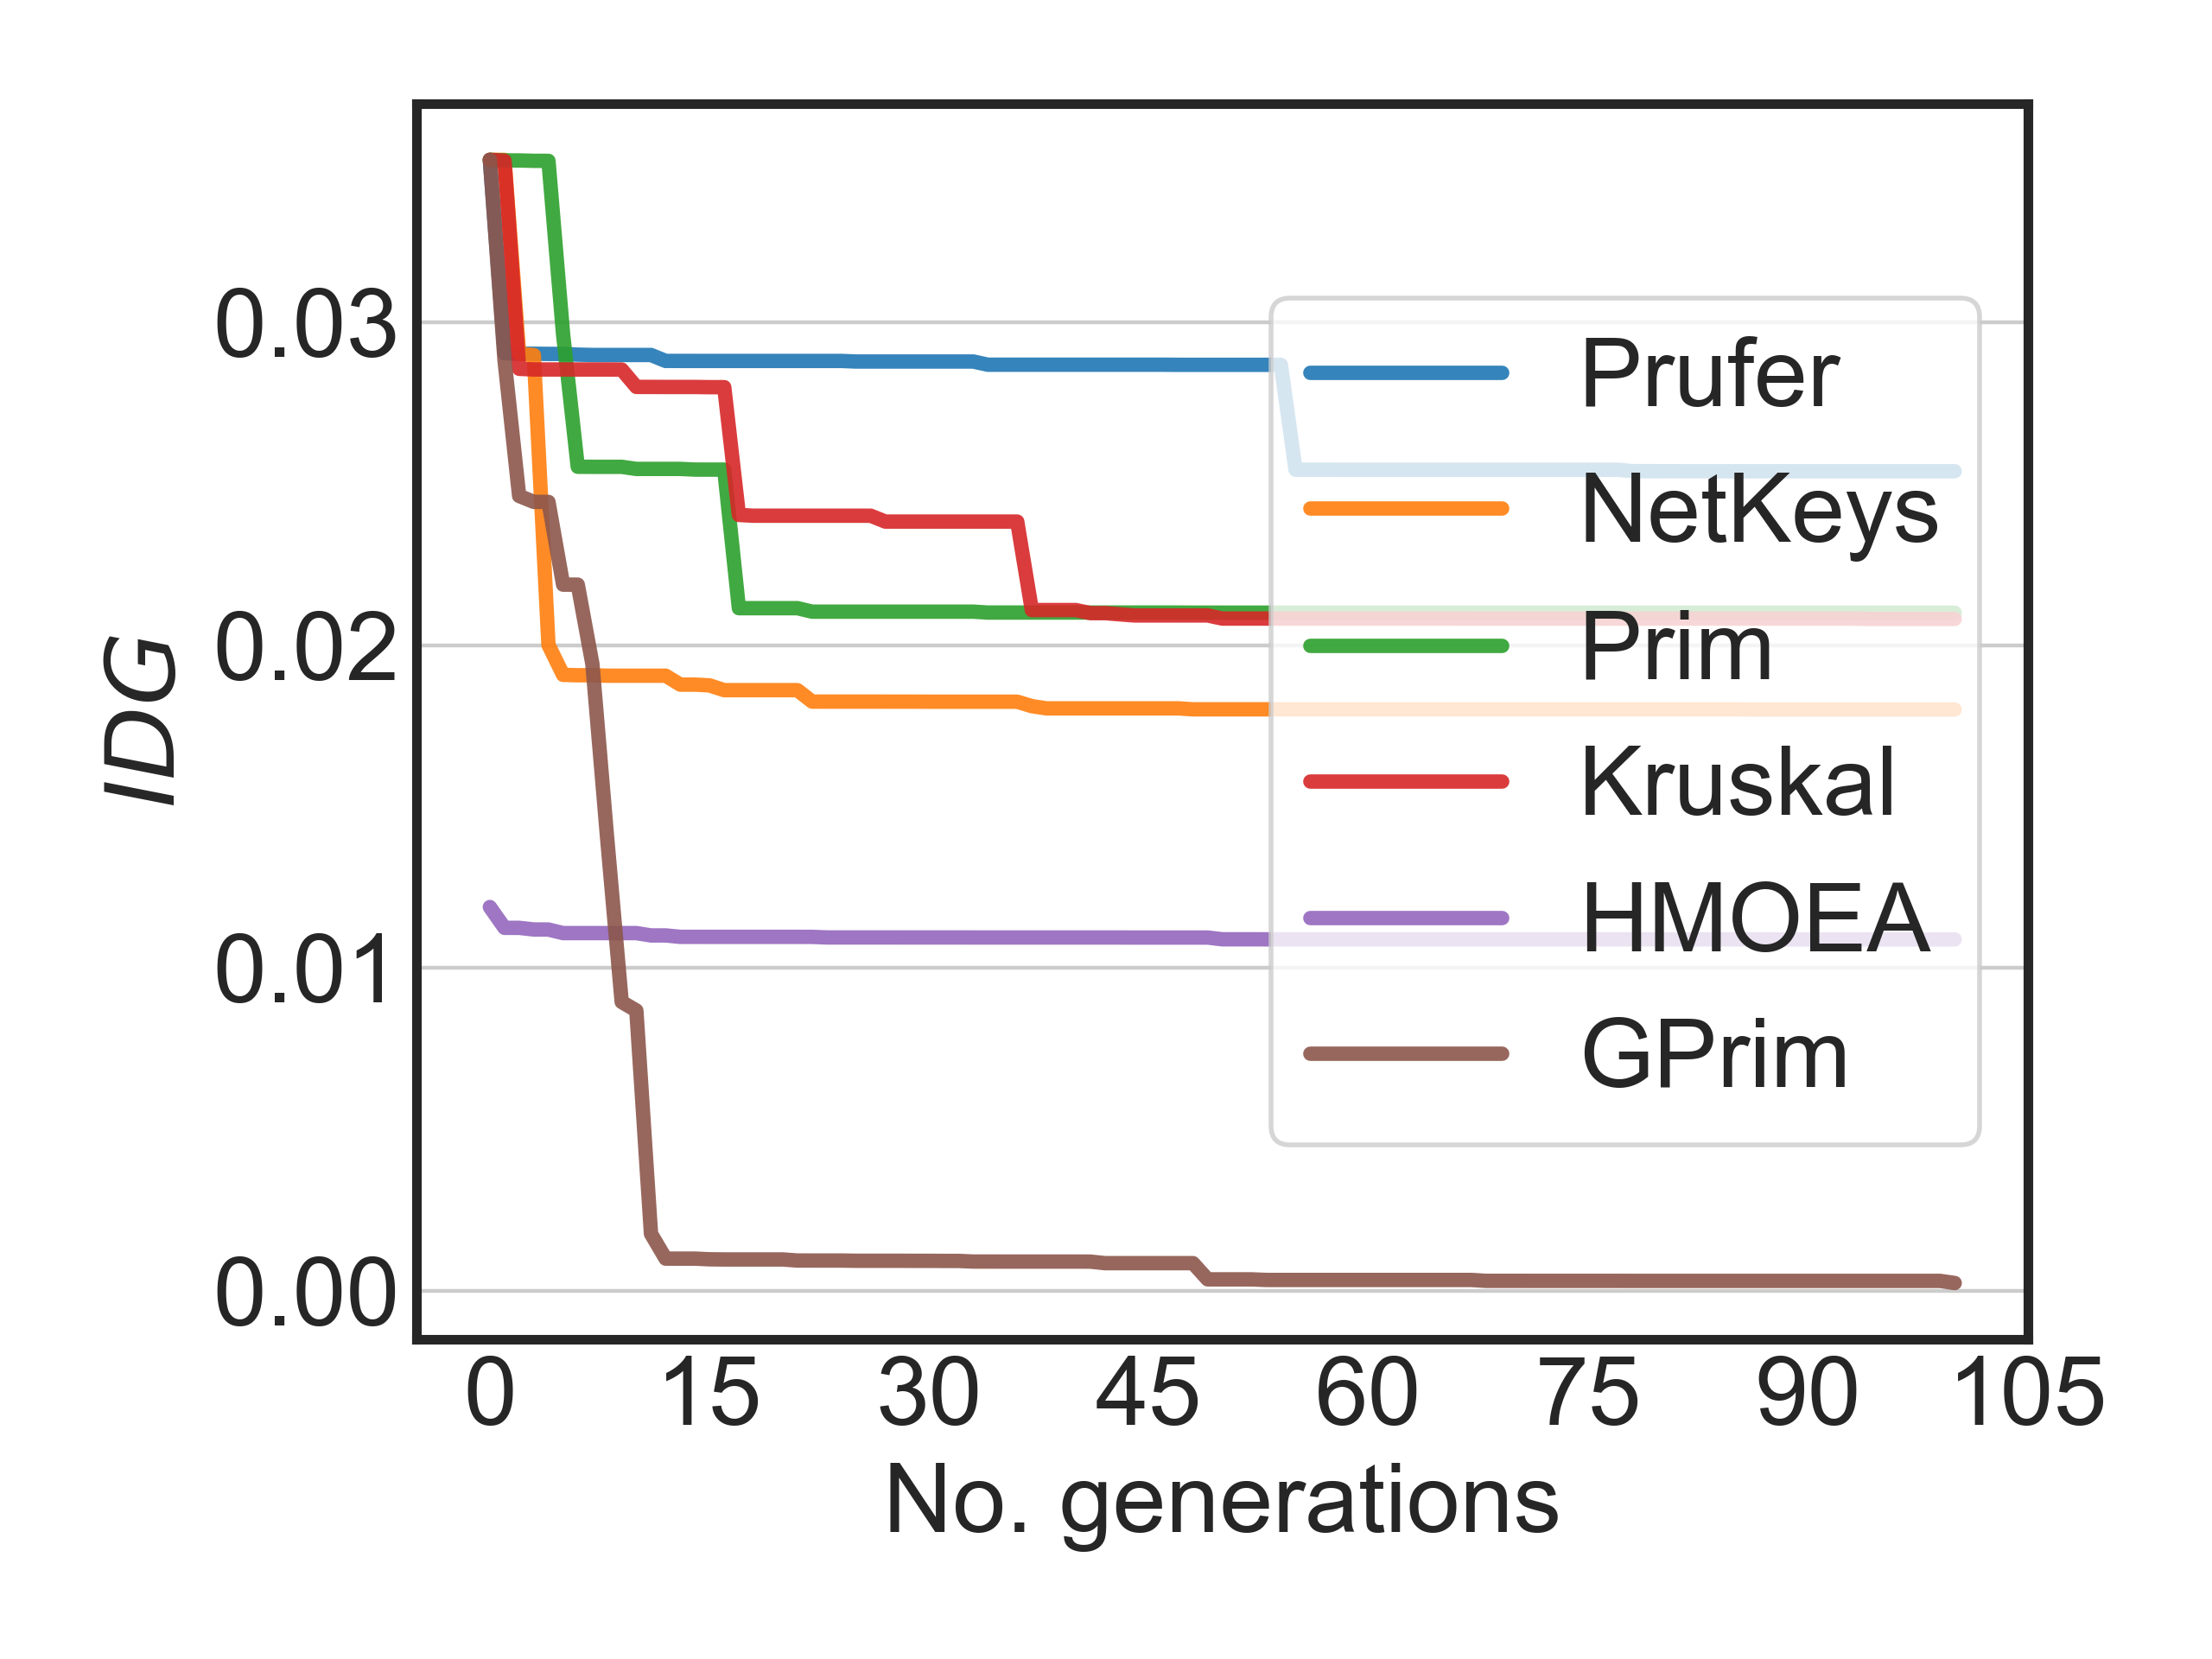 0.03
0.02
0.01
0.00
IDG
0 15 30 45 60 75 90 105
No. generations
Prufer
NetKeys
Prim
Kruskal
HMOEA
GPrim